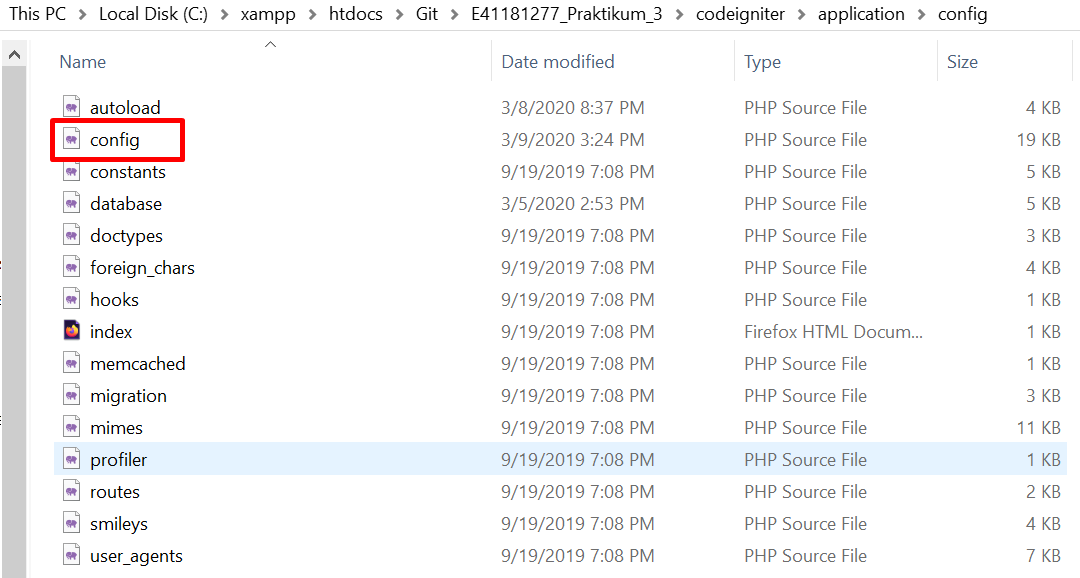 This PC > Local Disk (C:) > xampp > htdocs > Git > E41181277_Praktikum_3 > codeigniter > application > config
Name Date modified Type Size
autoload 3/8/2020 8:37 PM PHP Source File 4 KB
config 3/9/2020 3:24 PM PHP Source File 19 KB
constants 9/19/2019 7:08 PM PHP Source File 5 KB
database 3/5/2020 2:53 PM PHP Source File 5 KB
doctypes 9/19/2019 7:08 PM PHP Source File 3 KB
foreign_chars 9/19/2019 7:08 PM PHP Source File 4 KB
hooks 9/19/2019 7:08 PM PHP Source File 1 KB
index 9/19/2019 7:08 PM Firefox HTML Docum... 1 KB
memcached 9/19/2019 7:08 PM PHP Source File 1 KB
migration 9/19/2019 7:08 PM PHP Source File 3 KB
mimes 9/19/2019 7:08 PM PHP Source File 11 KB
profiler 9/19/2019 7:08 PM PHP Source File 1 KB
routes 9/19/2019 7:08 PM PHP Source File 2 KB
smileys 9/19/2019 7:08 PM PHP Source File 4 KB
user_agents 9/19/2019 7:08 PM PHP Source File 7 KB